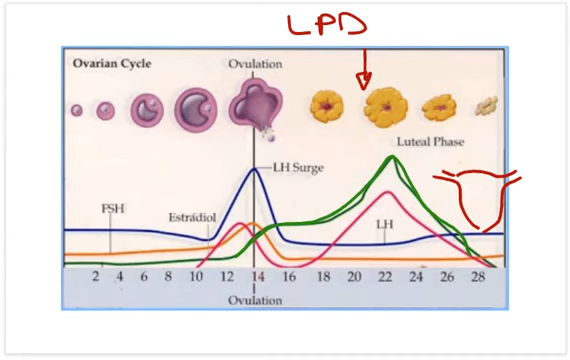 LPD
Ovarian Cycle
Ovulation
Luteal Phase
LH Surge
FSH
Estradiol
LH
2 4 6 8 10 12 14 16 18 20 22 24 26 28
Ovulation